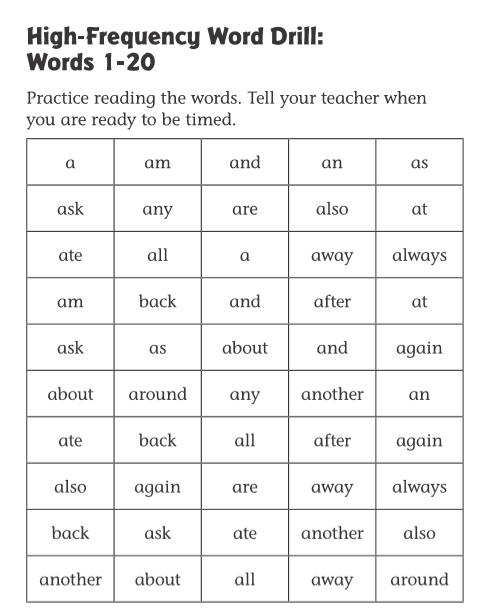 High-Frequency Word Drill:
Words 1-20
Practice reading the words. Tell your teacher when
you are ready to be timed.
a am and an as
ask any are also at
ate all a away always
am back and after at
ask as about and again
about around any another an
ate back all after again
also again are away always
back ask ate another also
another about all away around